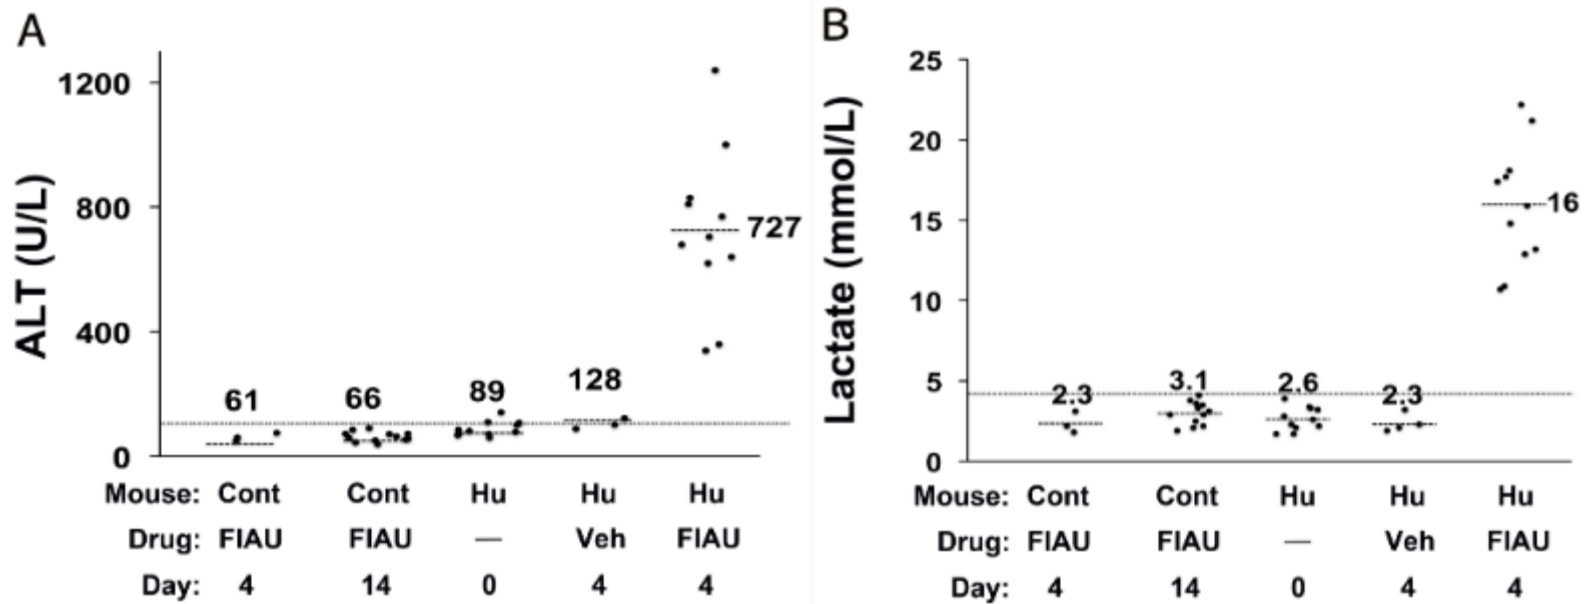 A
ALT (U/L)
1200
800
400
0
61
66
89
128
727
Mouse: Cont Cont Hu Hu Hu
Drug: FIAU FIAU — Veh FIAU
Day: 4 14 0 4 4
B
Lactate (mmol/L)
25
20
15
10
5
0
2.3
3.1
2.6
2.3
16
Mouse: Cont Cont Hu Hu Hu
Drug: FIAU FIAU — Veh FIAU
Day: 4 14 0 4 4